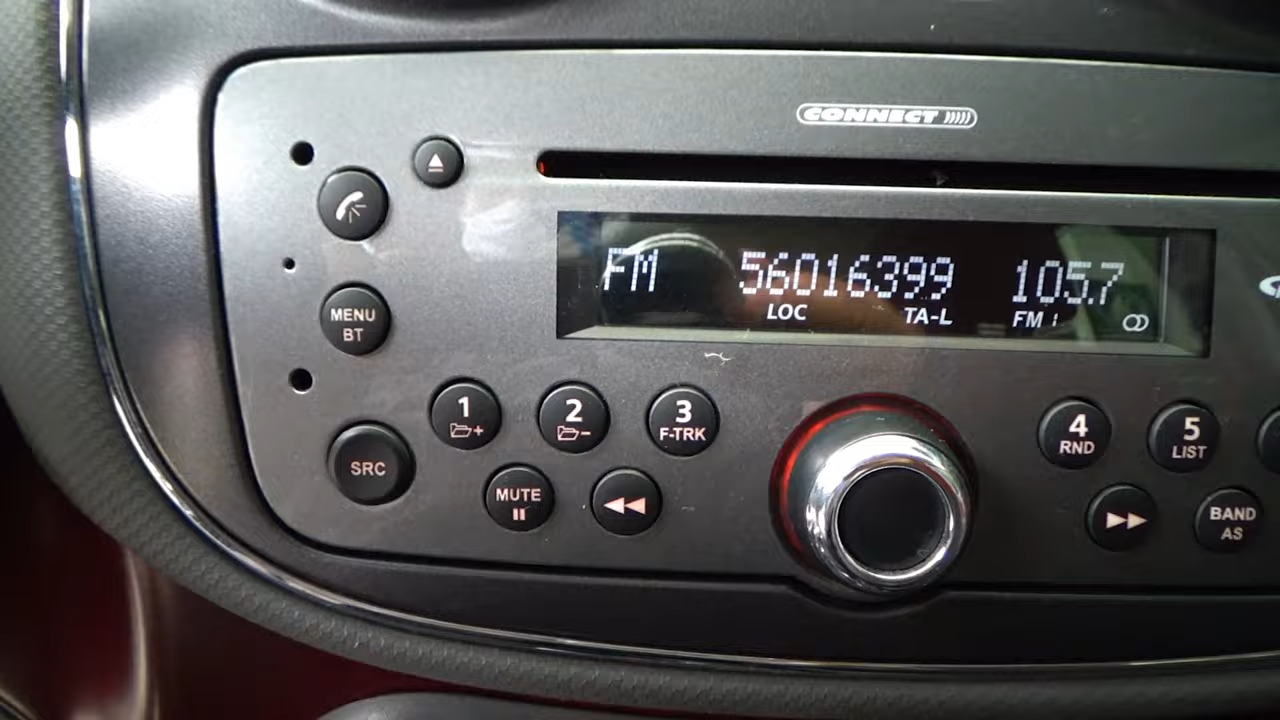 CONNECT
FM 56016399 105.7
LOC TA-L FM 1
MENU
BT
1
2
3
F-TRK
4
RND
5
LIST
SRC
MUTE
BAND
AS